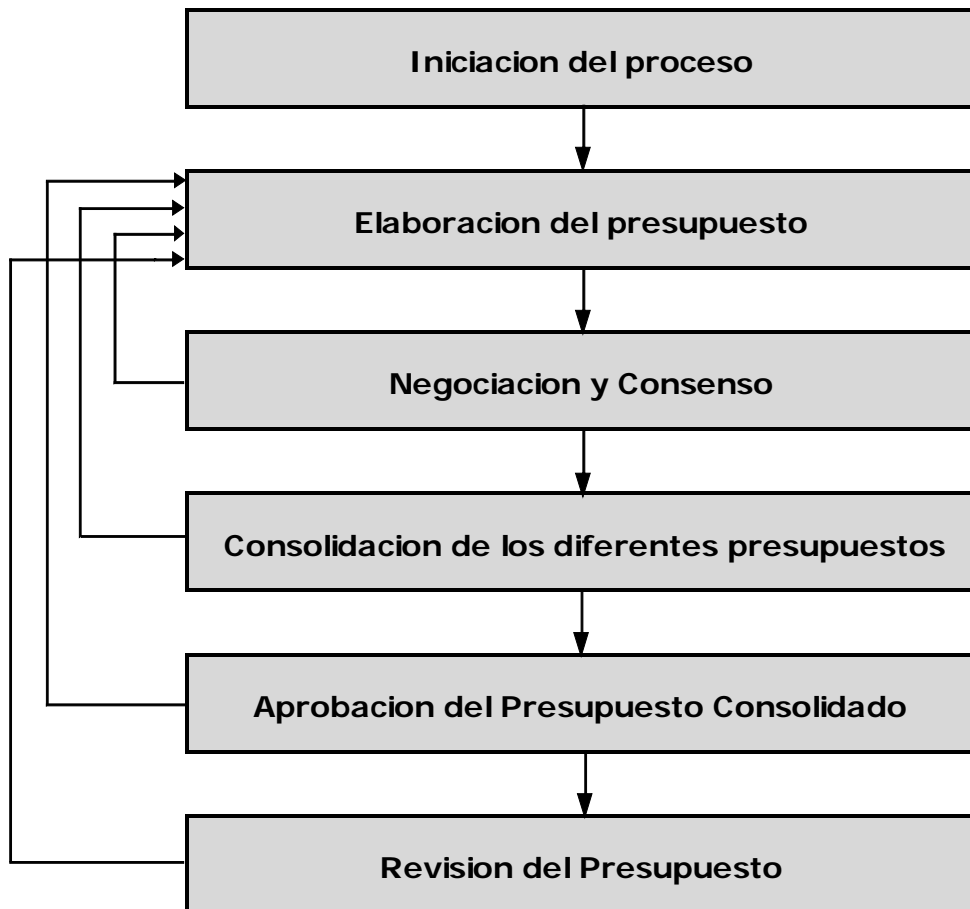 Iniciacion del proceso
Elaboracion del presupuesto
Negociacion y Consenso
Consolidacion de los diferentes presupuestos
Aprobacion del Presupuesto Consolidado
Revision del Presupuesto